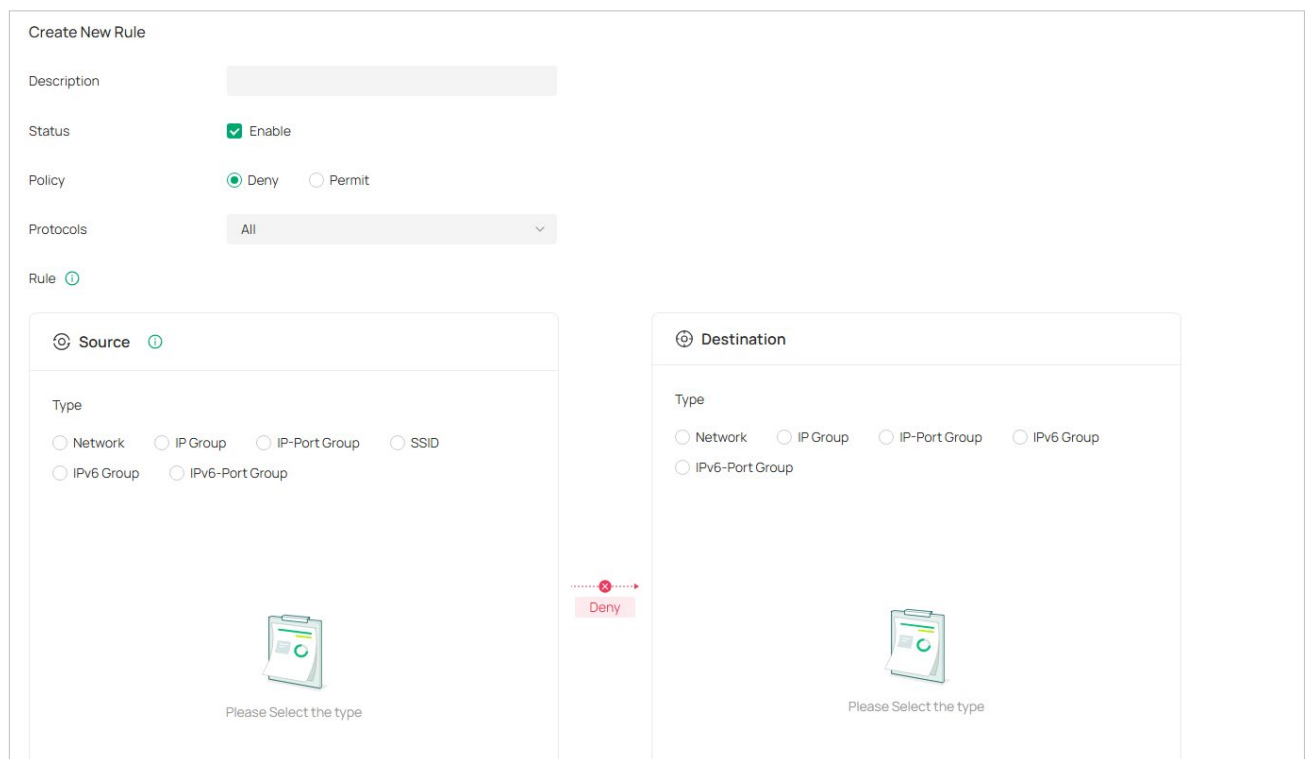 Create New Rule
Description
Status Enable
Policy Deny Permit
Protocols All
Rule
Source
Type
Network IP Group IP-Port Group SSID
IPv6 Group IPv6-Port Group
Please Select the type
Deny
Destination
Type
Network IP Group IP-Port Group IPv6 Group
IPv6-Port Group
Please Select the type